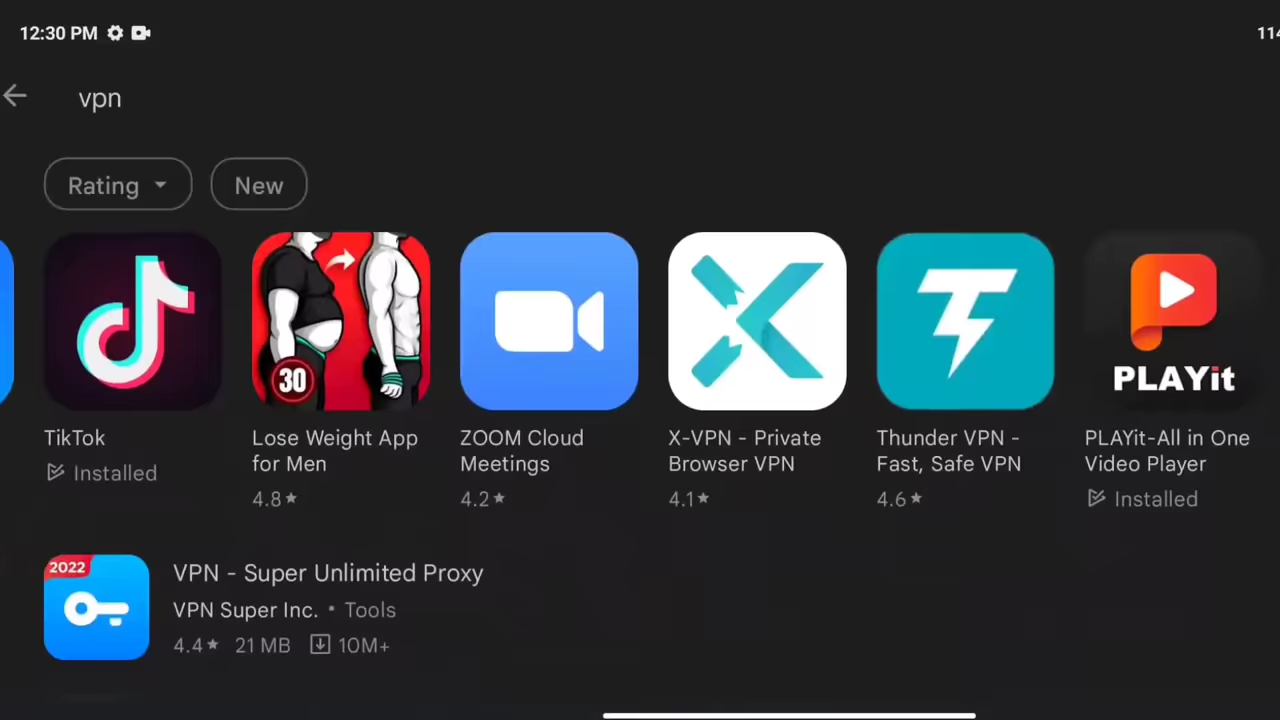 12:30 PM
114
vpn
Rating
New
30
PLAYit
TikTok
Installed
Lose Weight App
for Men
4.8★
ZOOM Cloud
Meetings
4.2★
X-VPN - Private
Browser VPN
4.1★
Thunder VPN -
Fast, Safe VPN
4.6★
PLAYit-All in One
Video Player
Installed
2022
VPN - Super Unlimited Proxy
VPN Super Inc. • Tools
4.4★ 21 MB 10M+